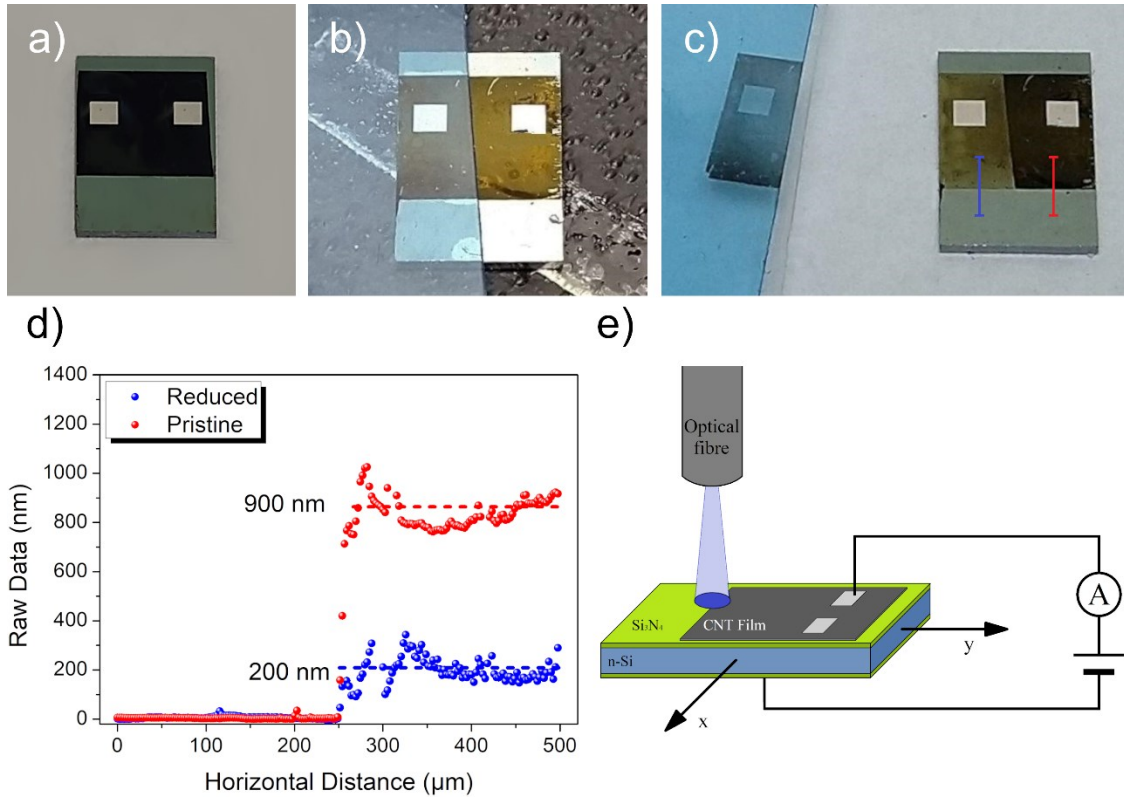 a)
b)
c)
d)
1400
1200
1000
800
600
400
200
0
Raw Data (nm)
Reduced
Pristine
900 nm
200 nm
0
100
200
300
400
500
Horizontal Distance (µm)
e)
Optical
fibre
Si₃N₄
CNT Film
n-Si
A
y
x